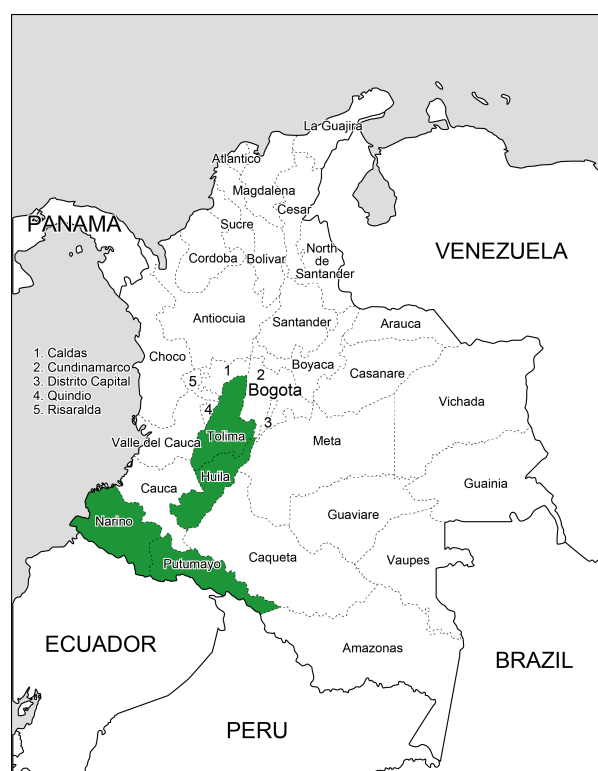 La Guajira
Atlantico
Magdalena
Cesar
PANAMA
Sucre
North
de
Santander
VENEZUELA
Cordoba
Bolivar
Antiocuia
Santander
Arauca
1. Caldas
2. Cundinamarco
3. Distrito Capital
4. Quindio
5. Risaralda
Choco
Boyaca
1
2
5
Casanare
Bogota
Vichada
4
3
Valle del Cauca
Tolima
Meta
Huila
Cauca
Guainia
Narino
Guaviare
Putumayo
Caqueta
Vaupes
ECUADOR
Amazonas
BRAZIL
PERU